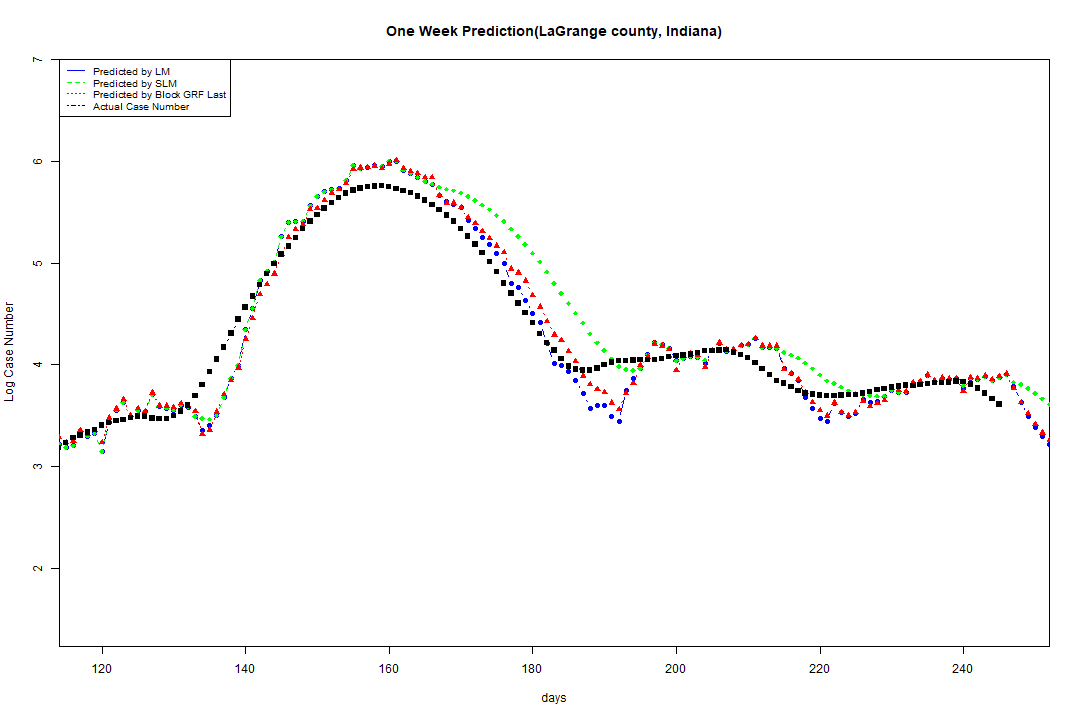 One Week Prediction(LaGrange county, Indiana)
7
Predicted by LM
Predicted by SLM
Predicted by Block GRF Last
Actual Case Number
6
5
4
3
2
Log Case Number
120 140 160 180 200 220 240
days